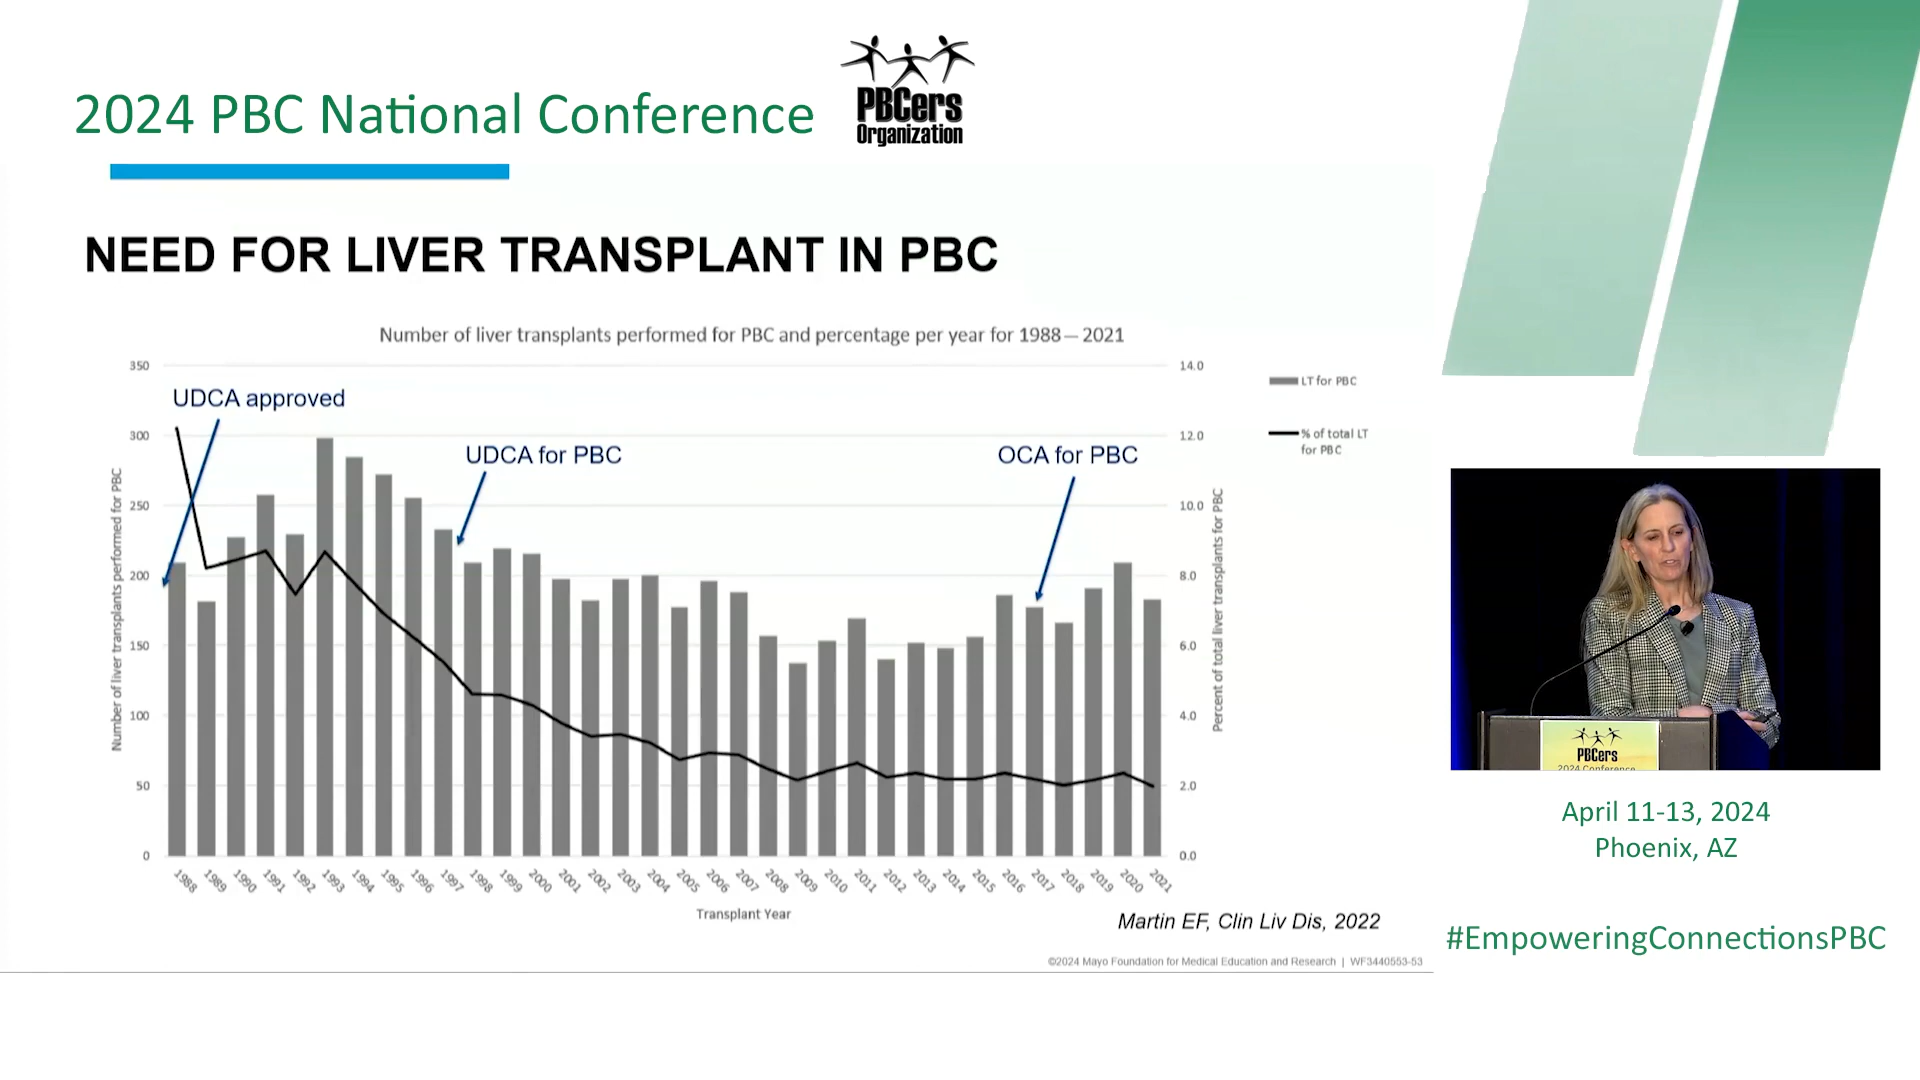 2024 PBC National Conference
PBCers
Organization
NEED FOR LIVER TRANSPLANT IN PBC
Number of liver transplants performed for PBC and percentage per year for 1988 — 2021
350
300
250
200
150
100
50
0
Number of liver transplants performed for PBC
UDCA approved
UDCA for PBC
OCA for PBC
14.0
12.0
10.0
8.0
6.0
4.0
2.0
0.0
Percent of total liver transplants for PBC
LT for PBC
% of total LT
for PBC
1988 1989 1990 1991 1992 1993 1994 1995 1996 1997 1998 1999 2000 2001 2002 2003 2004 2005 2006 2007 2008 2009 2010 2011 2012 2013 2014 2015 2016 2017 2018 2019 2020 2021
Transplant Year
Martin EF, Clin Liv Dis, 2022
©2024 Mayo Foundation for Medical Education and Research | WF3440553-53
PBCers
2024 Conference
April 11-13, 2024
Phoenix, AZ
#EmpoweringConnectionsPBC